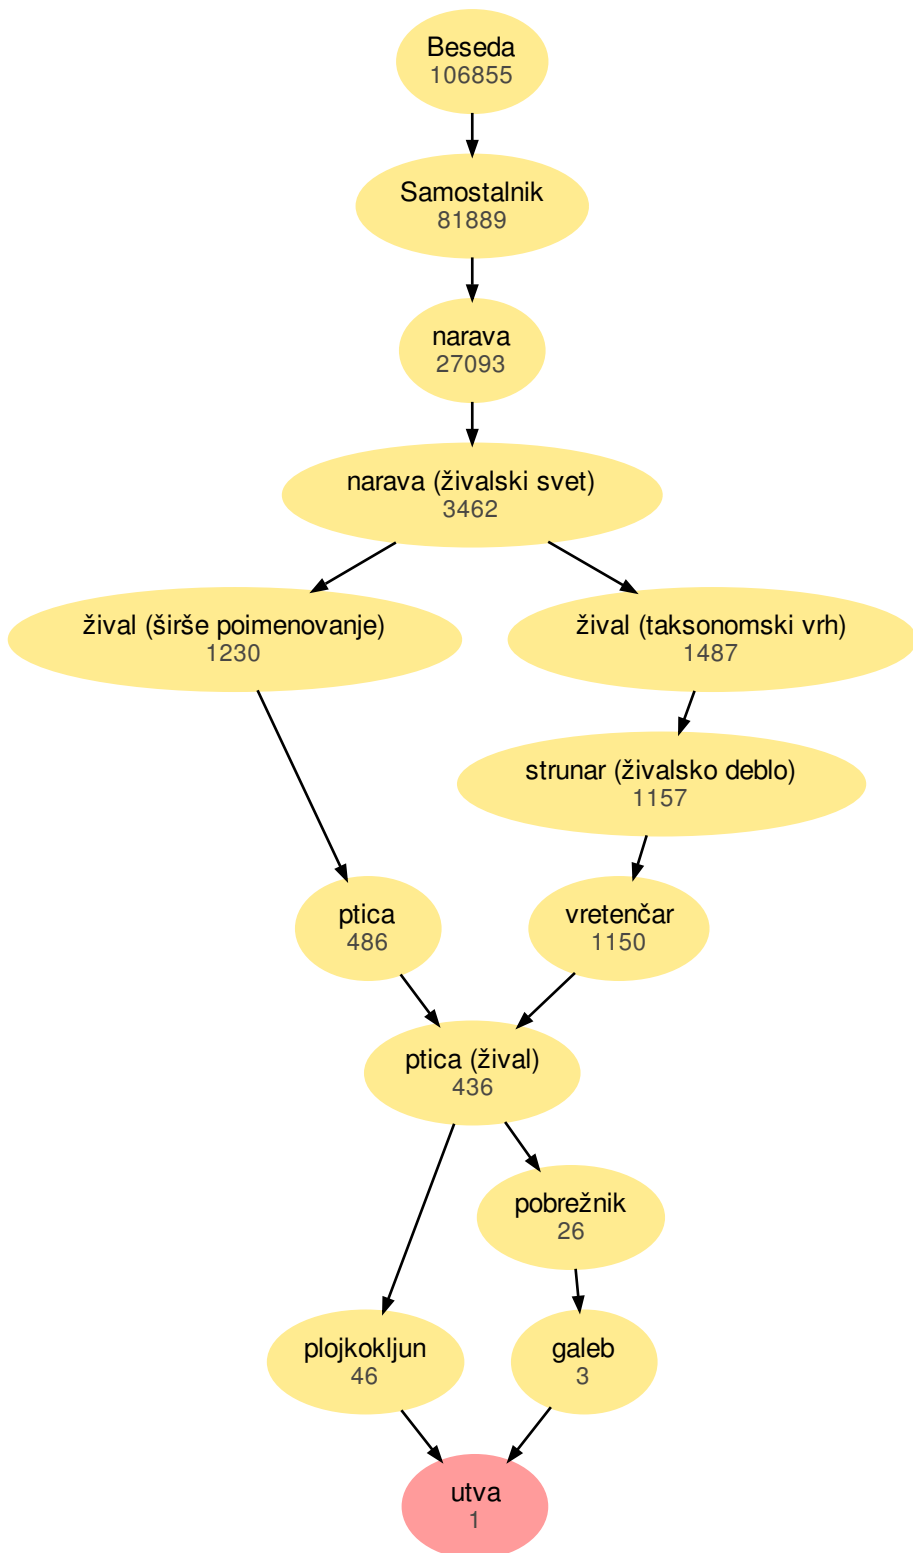 Beseda
106855
Samostalnik
81889
narava
27093
narava (živalski svet)
3462
žival (širše poimenovanje)
1230
žival (taksonomski vrh)
1487
strunar (živalsko deblo)
1157
ptica
486
vretenčar
1150
ptica (žival)
436
pobrežnik
26
plojkokljun
46
galeb
3
utva
1